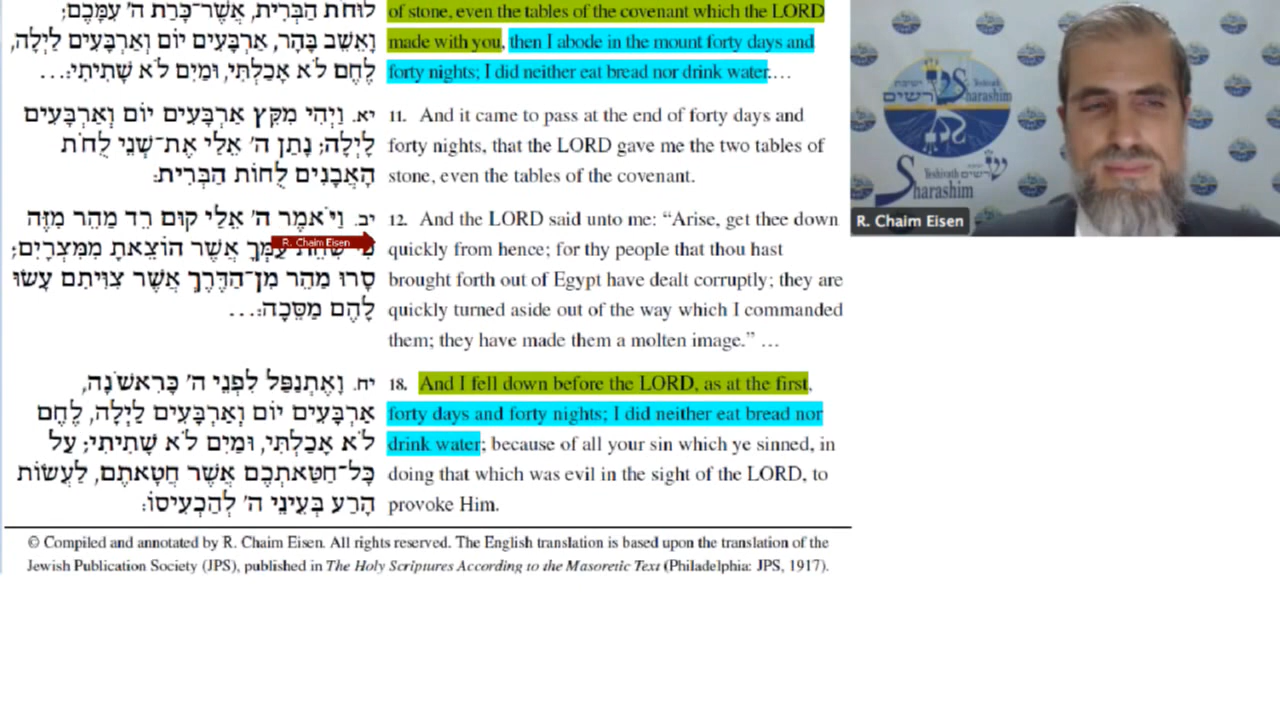 לוּחֹת הַבְּרִית, אֲשֶׁר־כָּרַת ה' עִמָּכֶם;
וָאֵשֵׁב בָּהָר, אַרְבָּעִים יוֹם וְאַרְבָּעִים לַיְלָה,
לֶחֶם לֹא אָכַלְתִּי, וּמַיִם לֹא שָׁתִיתִי:...
of stone, even the tables of the covenant which the LORD
made with you, then I abode in the mount forty days and
forty nights; I did neither eat bread nor drink water....
יא. וַיְהִי מִקֵּץ אַרְבָּעִים יוֹם וְאַרְבָּעִים
לָיְלָה; נָתַן ה' אֵלַי אֶת־שְׁנֵי לֻחֹת
הָאֲבָנִים לֻחוֹת הַבְּרִית:
11. And it came to pass at the end of forty days and
forty nights, that the LORD gave me the two tables of
stone, even the tables of the covenant.
יב. וַיֹּאמֶר ה' אֵלַי קוּם רֵד מַהֵר מִזֶּה
עַמְּךָ אֲשֶׁר הוֹצֵאתָ מִמִּצְרָיִם;
סָרוּ מַהֵר מִן־הַדֶּרֶךְ אֲשֶׁר צִוִּיתִם עָשׂוּ
לָהֶם מַסֵּכָה:...
R. Chaim Eisen
12. And the LORD said unto me: “Arise, get thee down
quickly from hence; for thy people that thou hast
brought forth out of Egypt have dealt corruptly; they are
quickly turned aside out of the way which I commanded
them; they have made them a molten image.” ...
יח. וָאֶתְנַפַּל לִפְנֵי ה' כָּרִאשֹׁנָה,
אַרְבָּעִים יוֹם וְאַרְבָּעִים לַיְלָה, לֶחֶם
לֹא אָכַלְתִּי, וּמַיִם לֹא שָׁתִיתִי; עַל
כָּל־חַטַּאתְכֶם אֲשֶׁר חֲטָאתֶם, לַעֲשׂוֹת
הָרַע בְּעֵינֵי ה' לְהַכְעִיסוֹ:
18. And I fell down before the LORD, as at the first,
forty days and forty nights; I did neither eat bread nor
drink water; because of all your sin which ye sinned, in
doing that which was evil in the sight of the LORD, to
provoke Him.
© Compiled and annotated by R. Chaim Eisen. All rights reserved. The English translation is based upon the translation of the
Jewish Publication Society (JPS), published in The Holy Scriptures According to the Masoretic Text (Philadelphia: JPS, 1917).
Yeshivath
Sharashim
ישיבת
שרשים
Yeshivath שרשים
Sharashim
R. Chaim Eisen